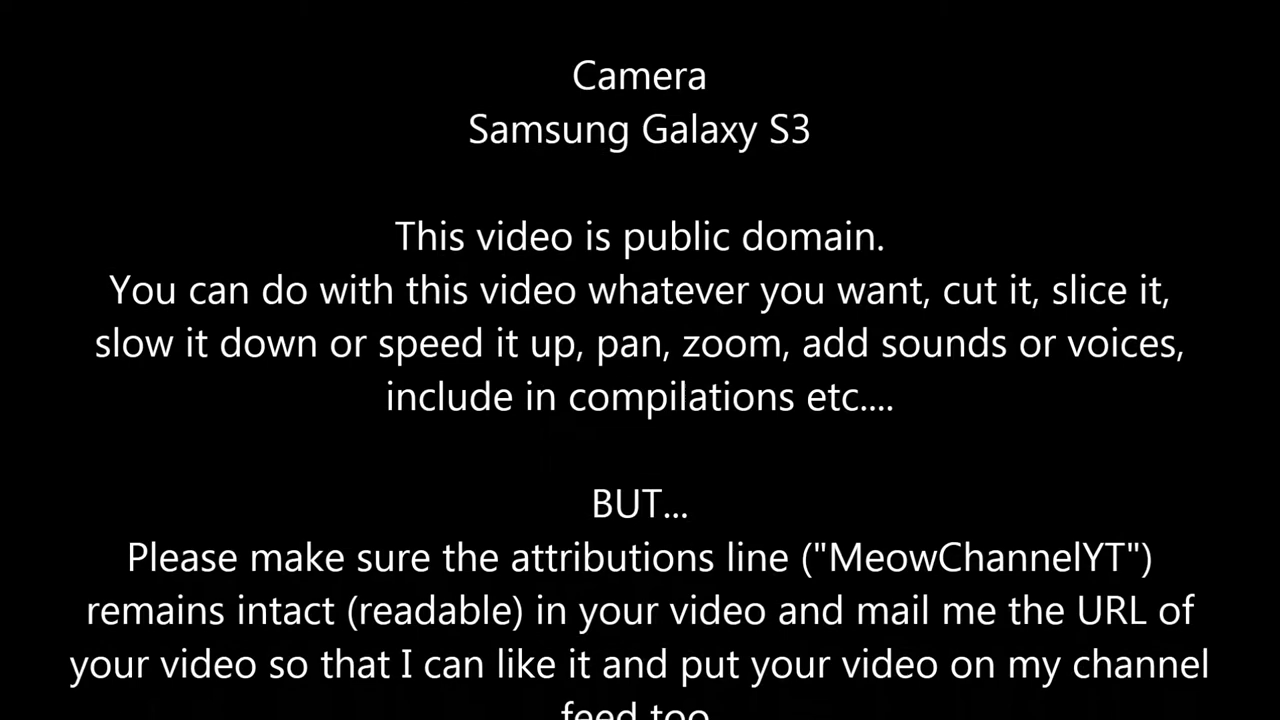 Camera
Samsung Galaxy S3
This video is public domain.
You can do with this video whatever you want, cut it, slice it,
slow it down or speed it up, pan, zoom, add sounds or voices,
include in compilations etc....
BUT...
Please make sure the attributions line ("MeowChannelYT")
remains intact (readable) in your video and mail me the URL of
your video so that I can like it and put your video on my channel
feed too